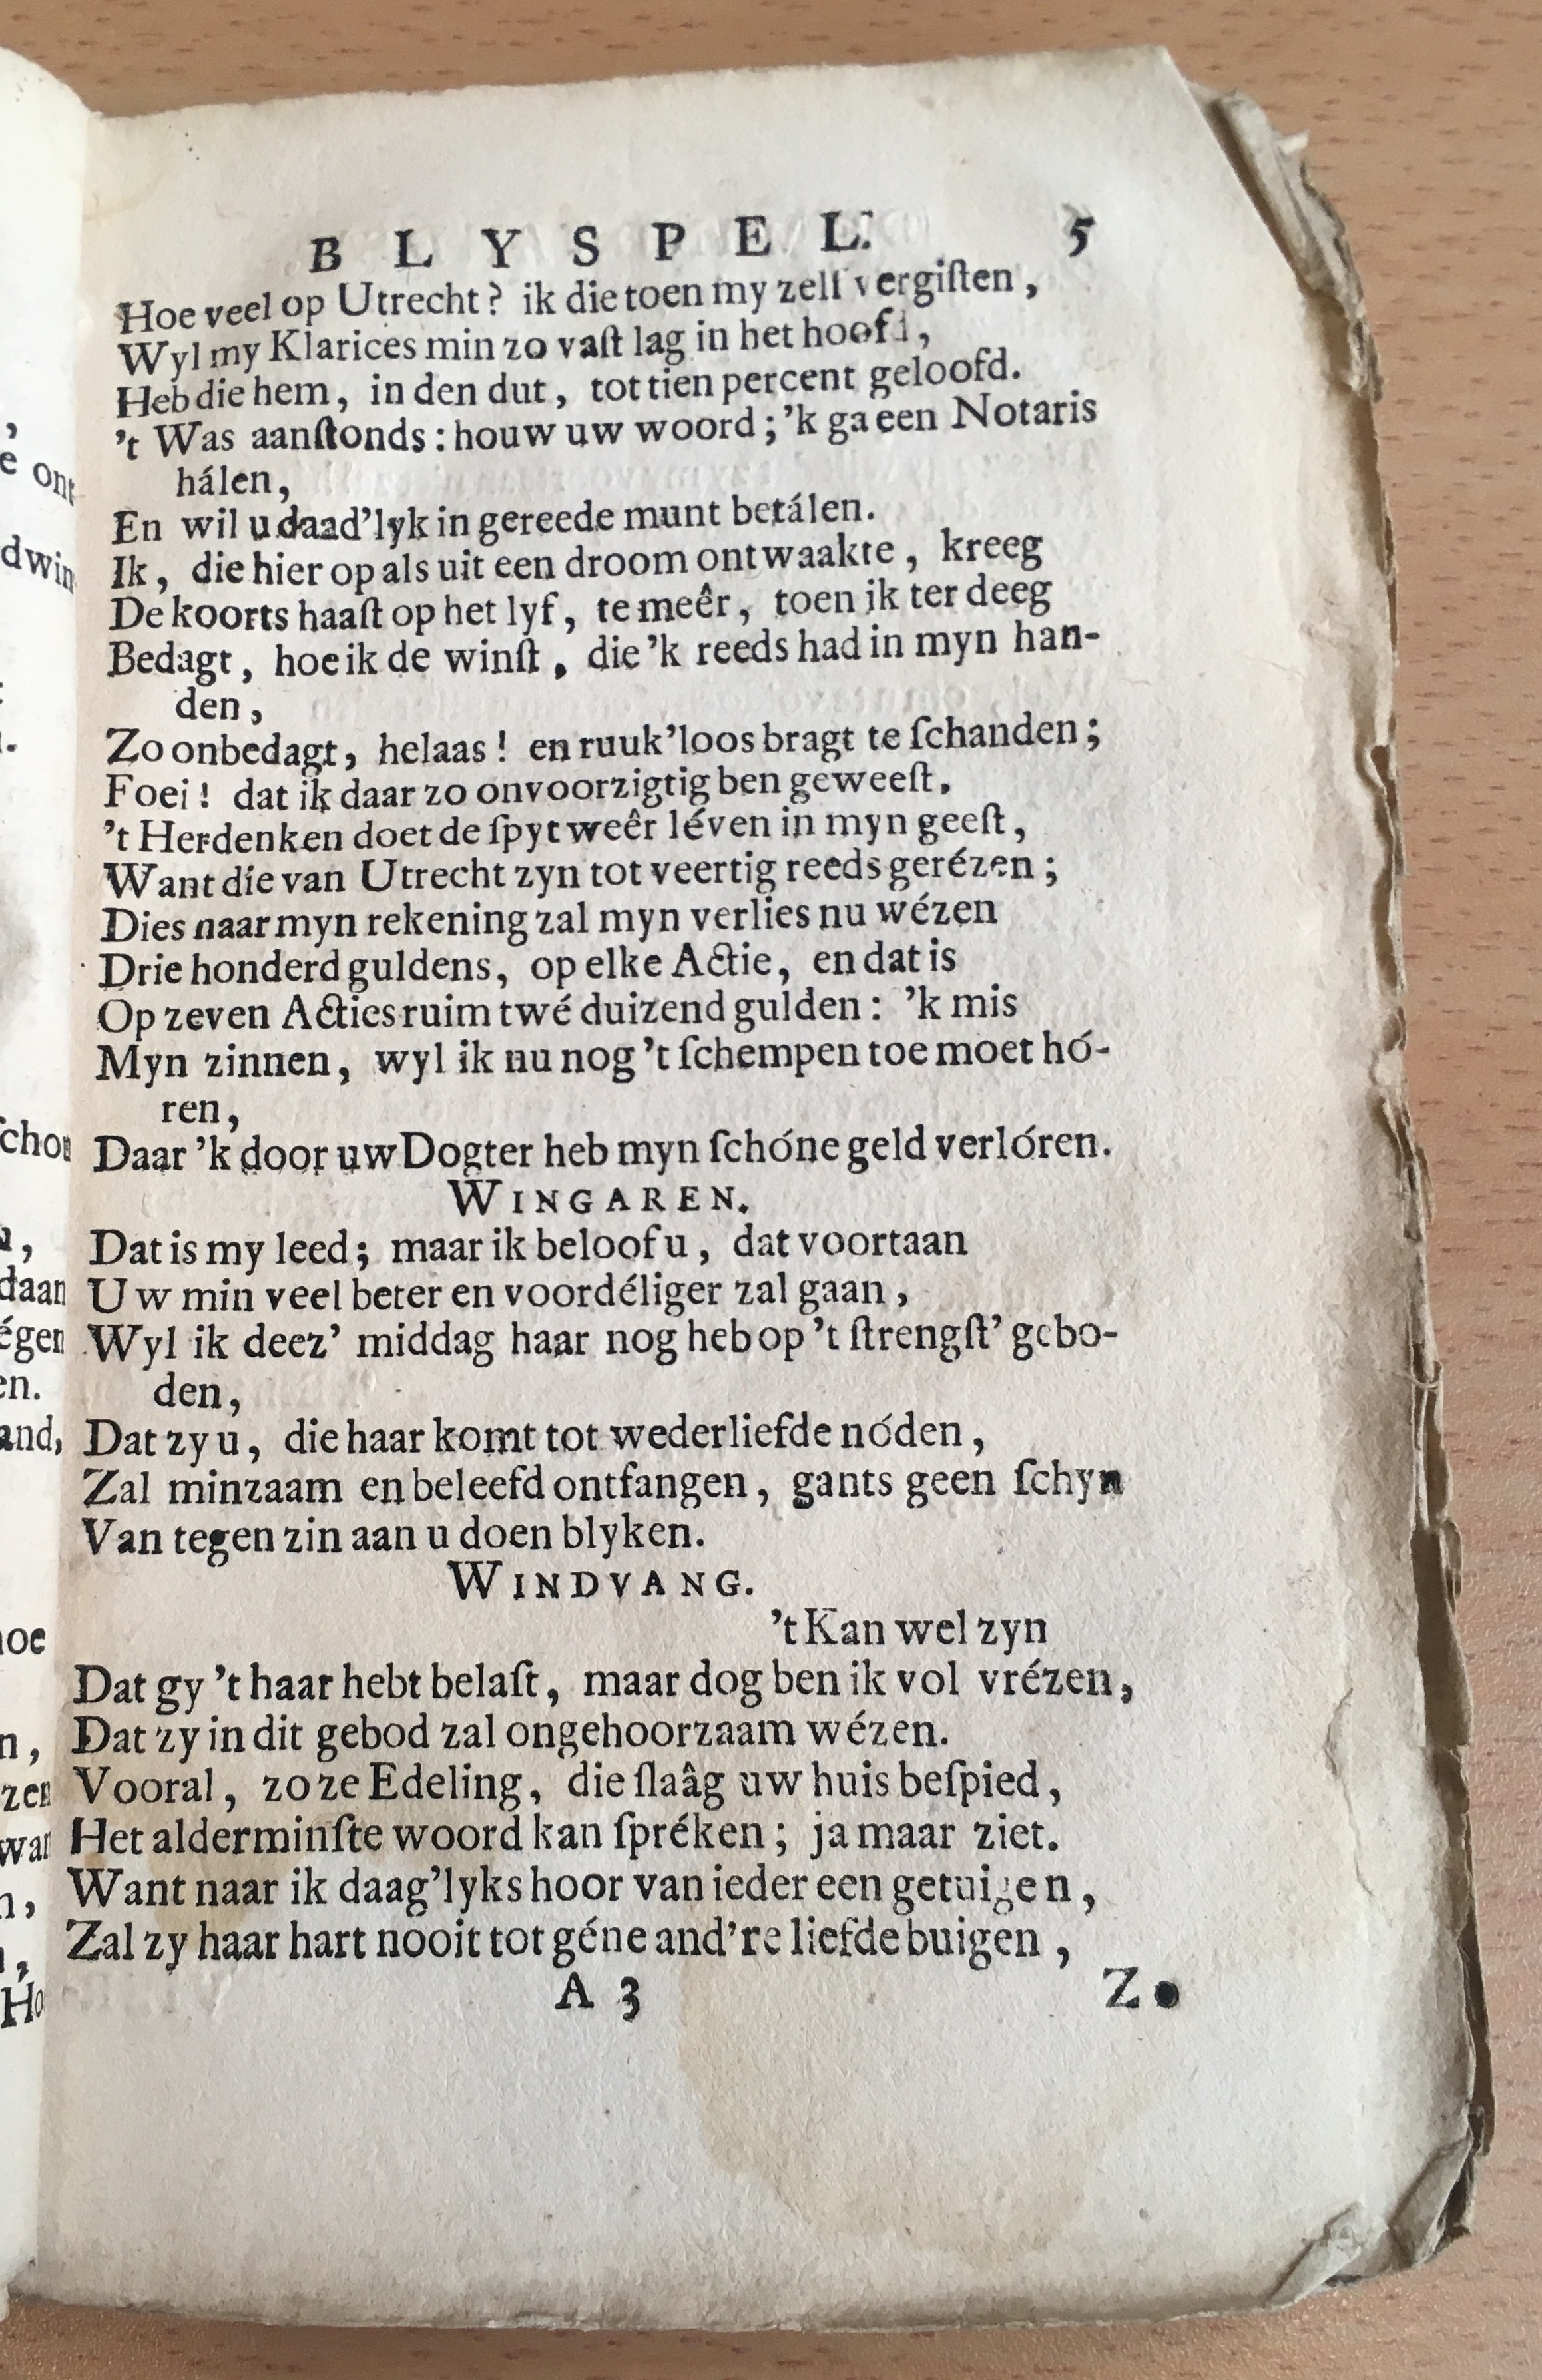 BLYSPEL. 5
Hoe veel op Utrecht? ik die toen my zelf vergiſten,
Wyl my Klarices min zo vaſt lag in het hoofd,
Heb die hem, in den dut, tot tien percent geloofd.
't Was aanſtonds: houw uw woord; 'k ga een Notaris
hálen,
En wil u daad'lyk in gereede munt betálen.
Ik, die hier op als uit een droom ontwaakte, kreeg
De koorts haaſt op het lyf, te meêr, toen ik ter deeg
Bedagt, hoe ik de winſt, die 'k reeds had in myn han-
den,
Zo onbedagt, helaas! en ruuk'loos bragt te ſchanden;
Foei! dat ik daar zo onvoorzigtig ben geweeſt.
't Herdenken doet de ſpyt weêr léven in myn geeſt,
Want die van Utrecht zyn tot veertig reeds gerézen;
Dies naar myn rekening zal myn verlies nu wézen
Drie honderd guldens, op elke Actie, en dat is
Op zeven Acties ruim twé duizend gulden: 'k mis
Myn zinnen, wyl ik nu nog 't ſchempen toe moet hó-
ren,
Daar 'k door uw Dogter heb myn ſchóne geld verlóren.
WINGAREN.
Dat is my leed; maar ik beloof u, dat voortaan
Uw min veel beter en voordéliger zal gaan,
Wyl ik deez' middag haar nog heb op 't ſtrengſt' gebo-
den,
Dat zy u, die haar komt tot wederliefde nóden,
Zal minzaam en beleefd ontfangen, gants geen ſchyn
Van tegen zin aan u doen blyken.
WINDVANG.
't Kan wel zyn
Dat gy 't haar hebt belaſt, maar dog ben ik vol vrézen,
Dat zy in dit gebod zal ongehoorzaam wézen.
Vooral, zo ze Edeling, die ſlaâg uw huis beſpied,
Het alderminſte woord kan ſpréken; ja maar ziet.
Want naar ik daag'lyks hoor van ieder een getuigen,
Zal zy haar hart nooit tot géne and're liefde buigen,
A 3